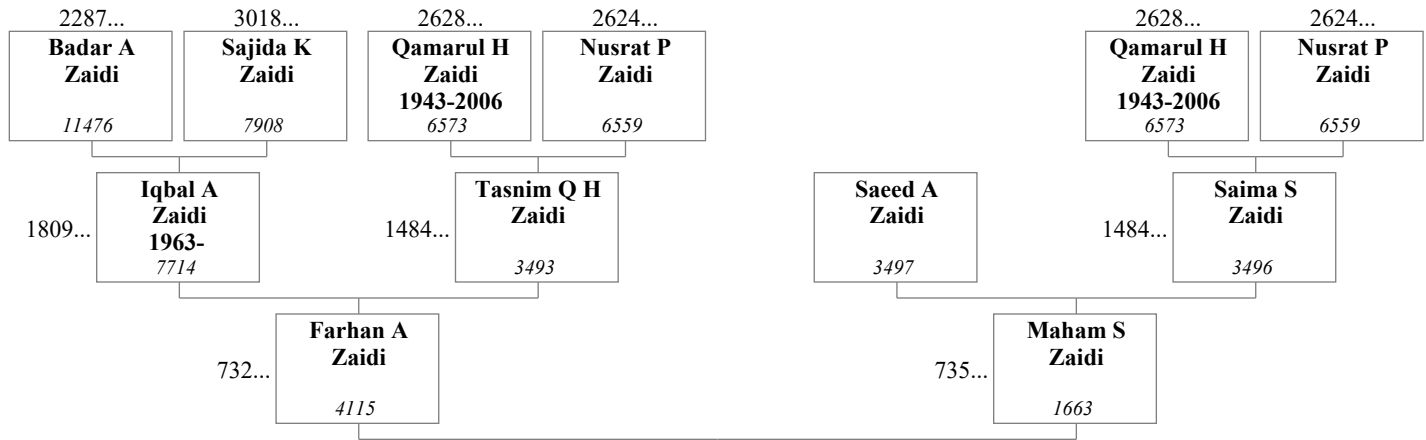 2287... 3018... 2628... 2624... 2628... 2624...
Badar A Sajida K Qamarul H Nusrat P Qamarul H Nusrat P
Zaidi Zaidi Zaidi Zaidi Zaidi Zaidi
1943-2006 1943-2006
11476 7908 6573 6559 6573 6559
Iqbal A Tasnim Q H Saeed A Saima S
Zaidi Zaidi Zaidi Zaidi
1809... 1963- 1484... 1484...
7714 3493 3497 3496
Farhan A Maham S
Zaidi Zaidi
732... 735...
4115 1663